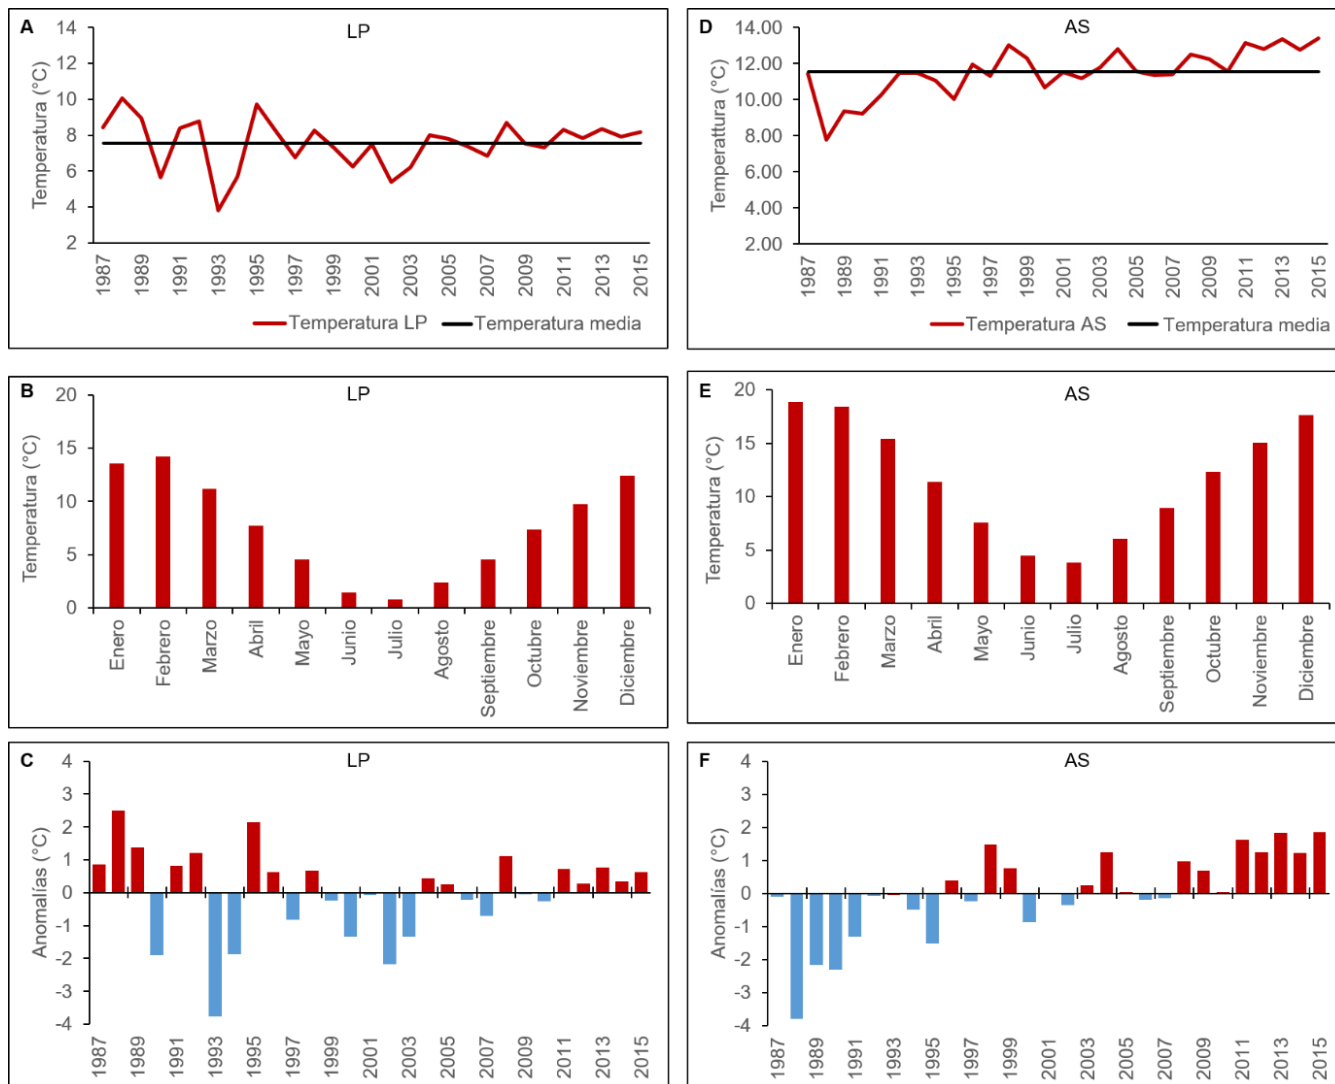 A
LP
Temperatura (°C)
14
12
10
8
6
4
2
1987
1989
1991
1993
1995
1997
1999
2001
2003
2005
2007
2009
2011
2013
2015
Temperatura LP
Temperatura media
D
AS
Temperatttura (°C)
14.00
12.00
10.00
8.00
6.00
4.00
2.00
1987
1989
1991
1993
1995
1997
1999
2001
2003
2005
2007
2009
2011
2013
2015
Temperatura AS
Temperatura media
B
LP
Temperatura (°C)
20
15
10
5
0
Enero
Febrero
Marzo
Abril
Mayo
Junio
Julio
Agosto
Septiembre
Octubre
Noviembre
Diciembre
E
AS
Temperatura (°C)
20
15
10
5
0
Enero
Febrero
Marzo
Abril
Mayo
Junio
Julio
Agosto
Septiembre
Octubre
Noviembre
Diciembre
C
LP
Anomalías (°C)
4
3
2
1
0
-1
-2
-3
-4
1987
1989
1991
1993
1995
1997
1999
2001
2003
2005
2007
2009
2011
2013
2015
F
AS
Anomalías (°C)
4
3
2
1
0
-1
-2
-3
-4
1987
1989
1991
1993
1995
1997
1999
2001
2003
2005
2007
2009
2011
2013
2015